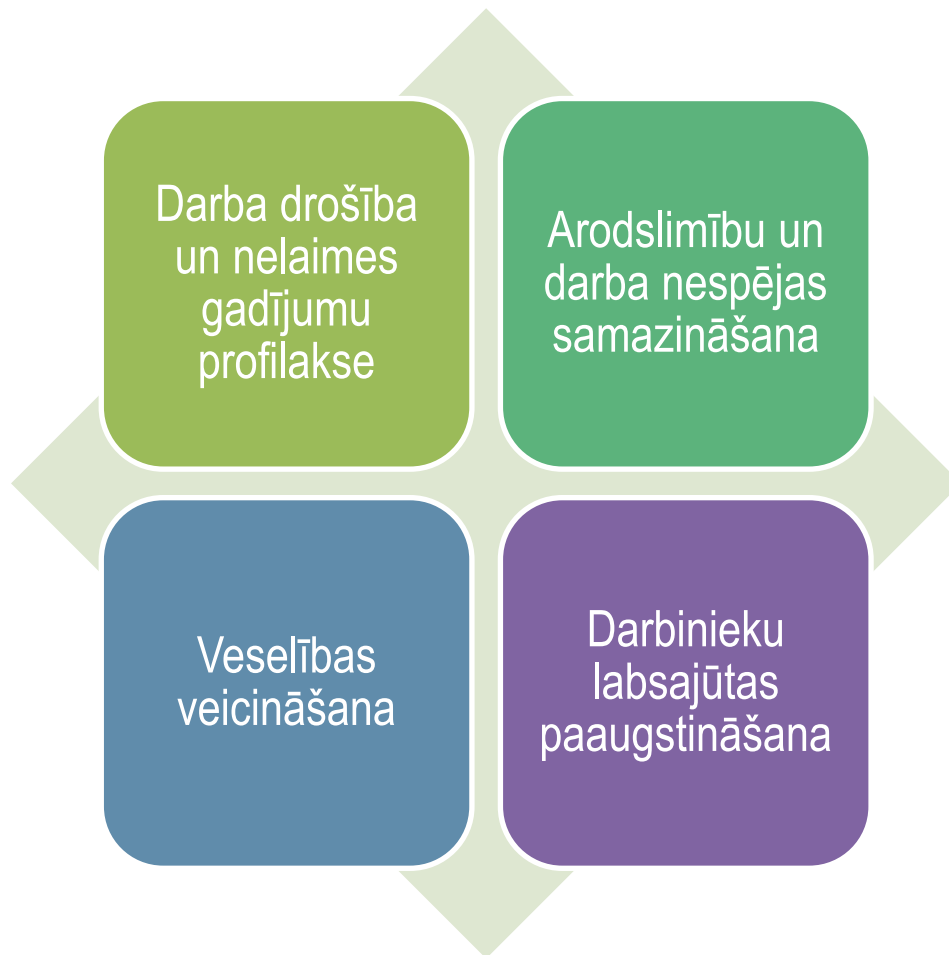 Darba drošība
un nelaimes
gadījumu
profilakse
Arodslimību un
darba nespējas
samazināšana
Veselības
veicināšana
Darbinieku
labsajūtas
paaugstināšana